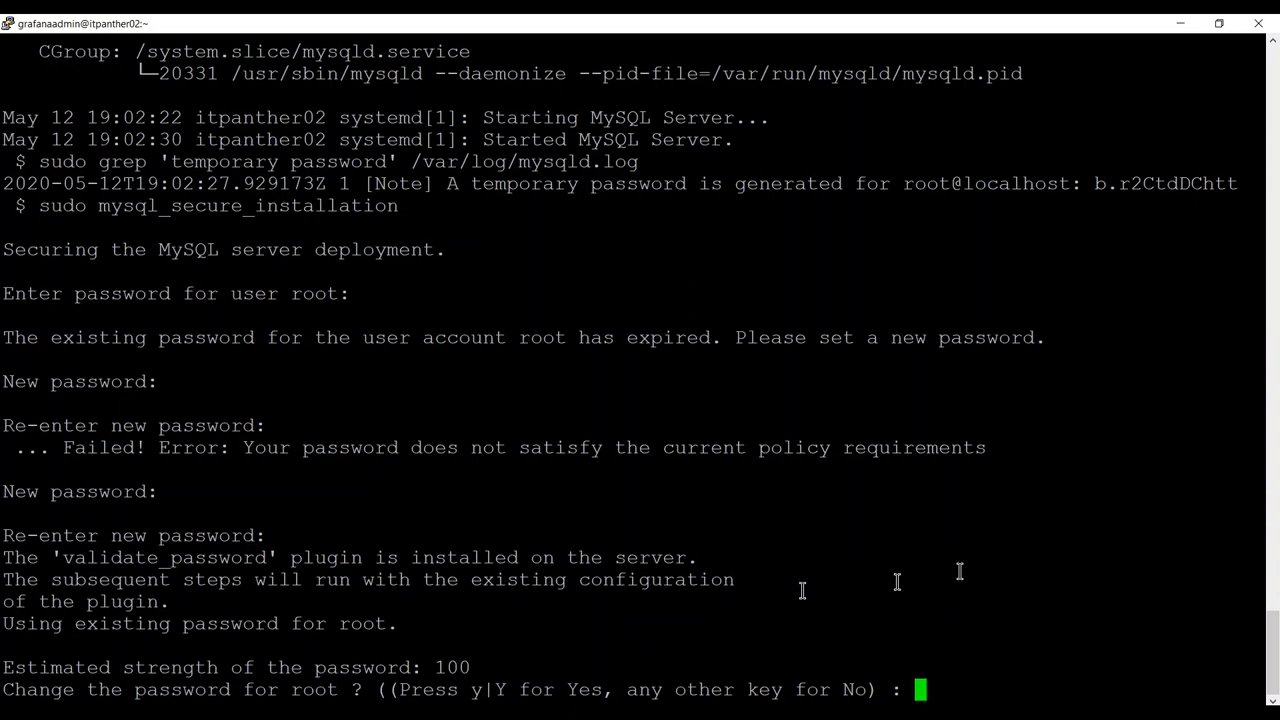 grafanaadmin@itpanther02:~
CGroup: /system.slice/mysqld.service
└─20331 /usr/sbin/mysqld --daemonize --pid-file=/var/run/mysqld/mysqld.pid
May 12 19:02:22 itpanther02 systemd[1]: Starting MySQL Server...
May 12 19:02:30 itpanther02 systemd[1]: Started MySQL Server.
$ sudo grep 'temporary password' /var/log/mysqld.log
2020-05-12T19:02:27.929173Z 1 [Note] A temporary password is generated for root@localhost: b.r2CtdDChtt
$ sudo mysql_secure_installation
Securing the MySQL server deployment.
Enter password for user root:
The existing password for the user account root has expired. Please set a new password.
New password:
Re-enter new password:
... Failed! Error: Your password does not satisfy the current policy requirements
New password:
Re-enter new password:
The 'validate_password' plugin is installed on the server.
The subsequent steps will run with the existing configuration
of the plugin.
Using existing password for root.
Estimated strength of the password: 100
Change the password for root ? ((Press y|Y for Yes, any other key for No) :